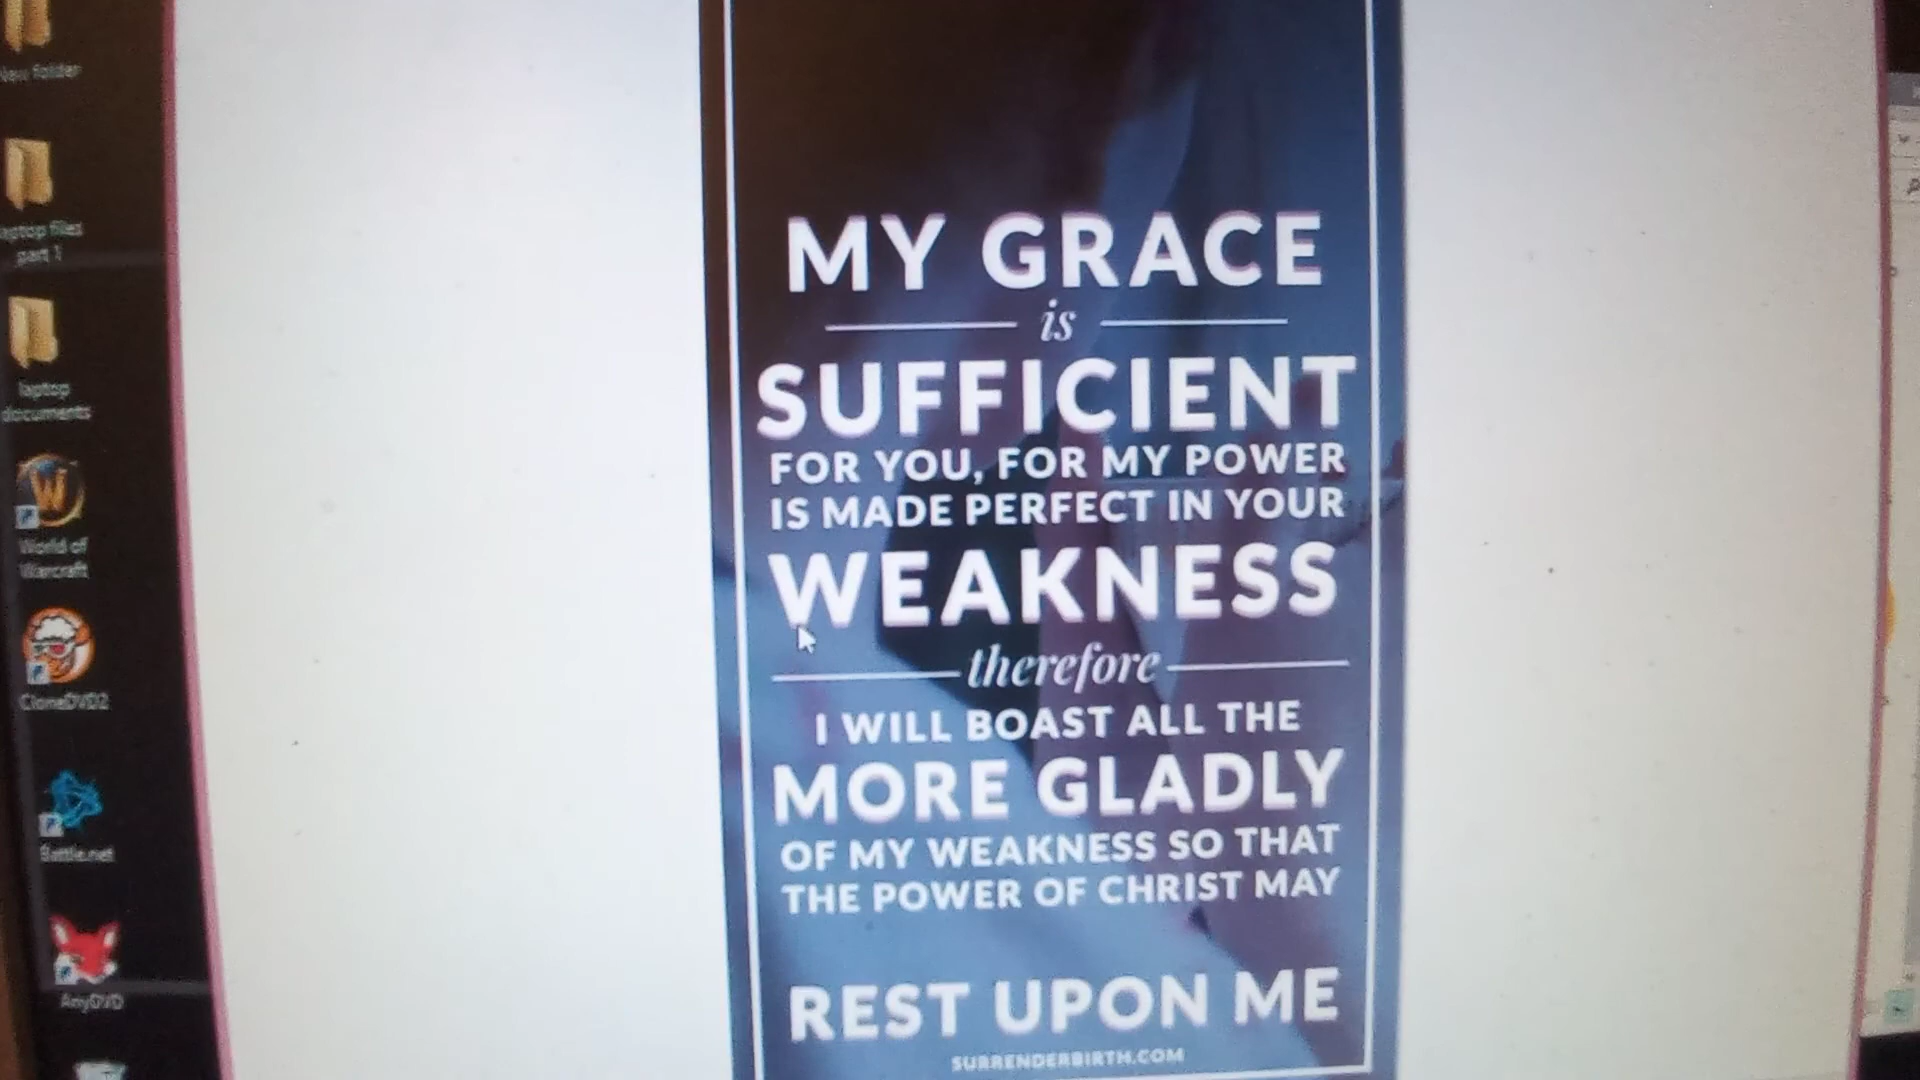 New folder
laptop files
part 1
laptop
documents
World of
Warcraft
CloneDVD2
Battle.net
AnyDVD
MY GRACE
is
SUFFICIENT
FOR YOU, FOR MY POWER
IS MADE PERFECT IN YOUR
WEAKNESS
therefore
I WILL BOAST ALL THE
MORE GLADLY
OF MY WEAKNESS SO THAT
THE POWER OF CHRIST MAY
REST UPON ME
SURRENDERBIRTH.COM